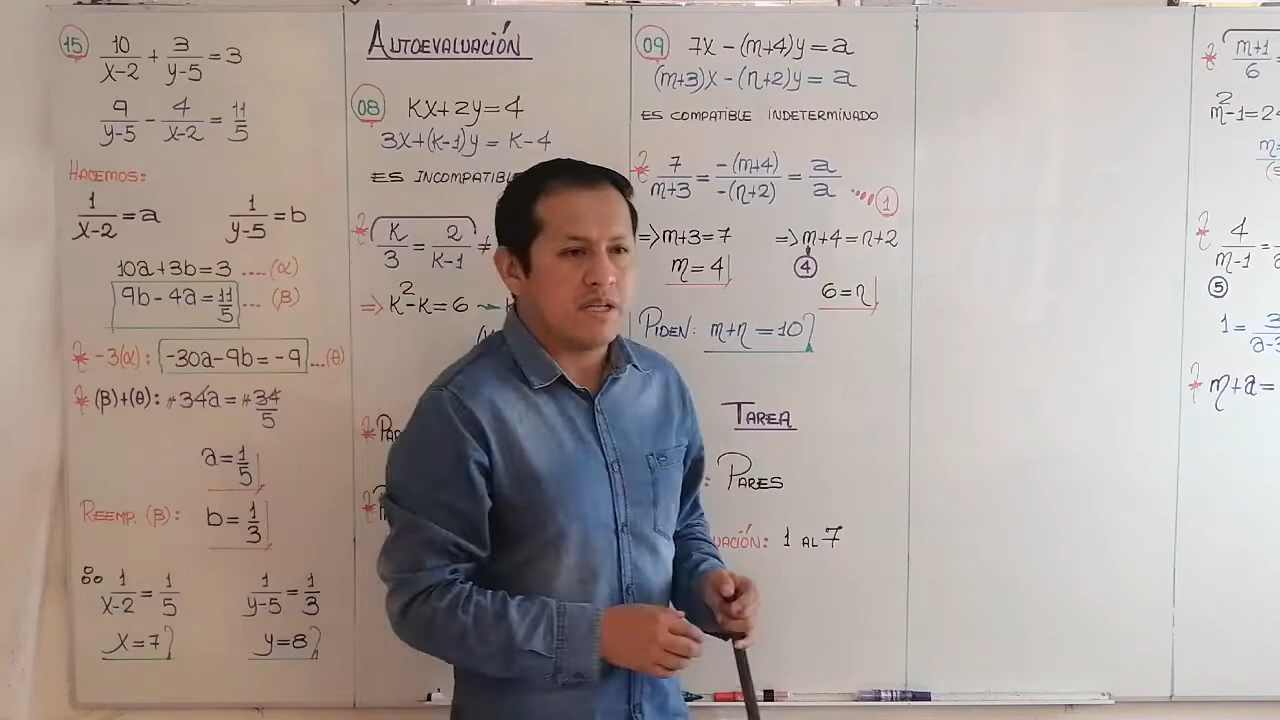 15
10/x-2 + 3/y-5 = 3
9/y-5 - 4/x-2 = 11/5
HACEMOS:
1/x-2 = a 1/y-5 = b
10a+3b=3 ....(α)
9b-4a=11/5 ... (β)
* -3(α): -30a-9b=-9 ...(θ)
* (β)+(θ): -34a=-34/5
a=1/5
REEMP. (β): b=1/3
∴ 1/x-2 = 1/5 1/y-5 = 1/3
x=7 y=8
AUTOEVALUACIÓN
08
Kx+2y=4
3x+(K-1)y = K-4
ES INCOMPATIBLE
* K/3 = 2/K-1 ≠
⇒ K²-K=6
09
7x-(m+4)y=a
(m+3)x-(n+2)y=a
ES COMPATIBLE INDETERMINADO
* 7/m+3 = -(m+4)/-(n+2) = a/a .... 1
⇒m+3=7 ⇒m+4=n+2
m=4 4
6=n
PIDEN: m+n=10
TAREA
: PARES
UACIÓN: 1 AL 7
* m+1/6 =
m²-1=24
* 4/m-1 =
5
1=3/a-3
* m+a=